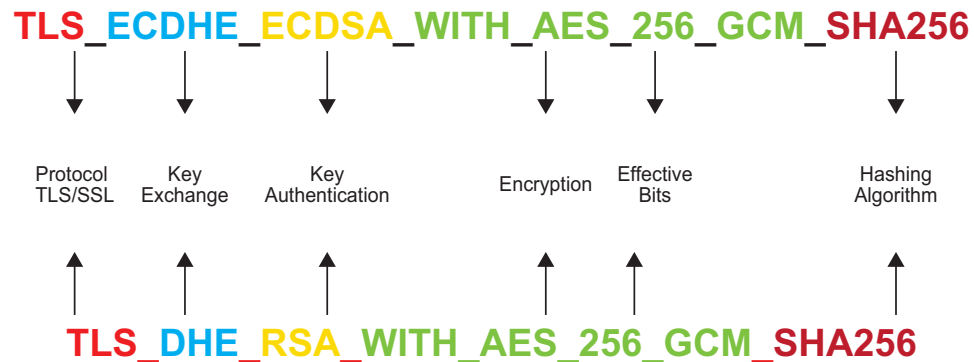 TLS_ECDHE_ECDSA_WITH_AES_256_GCM_SHA256
Protocol TLS/SSL
Key Exchange
Key Authentication
Encryption
Effective Bits
Hashing Algorithm
TLS_DHE_RSA_WITH_AES_256_GCM_SHA256